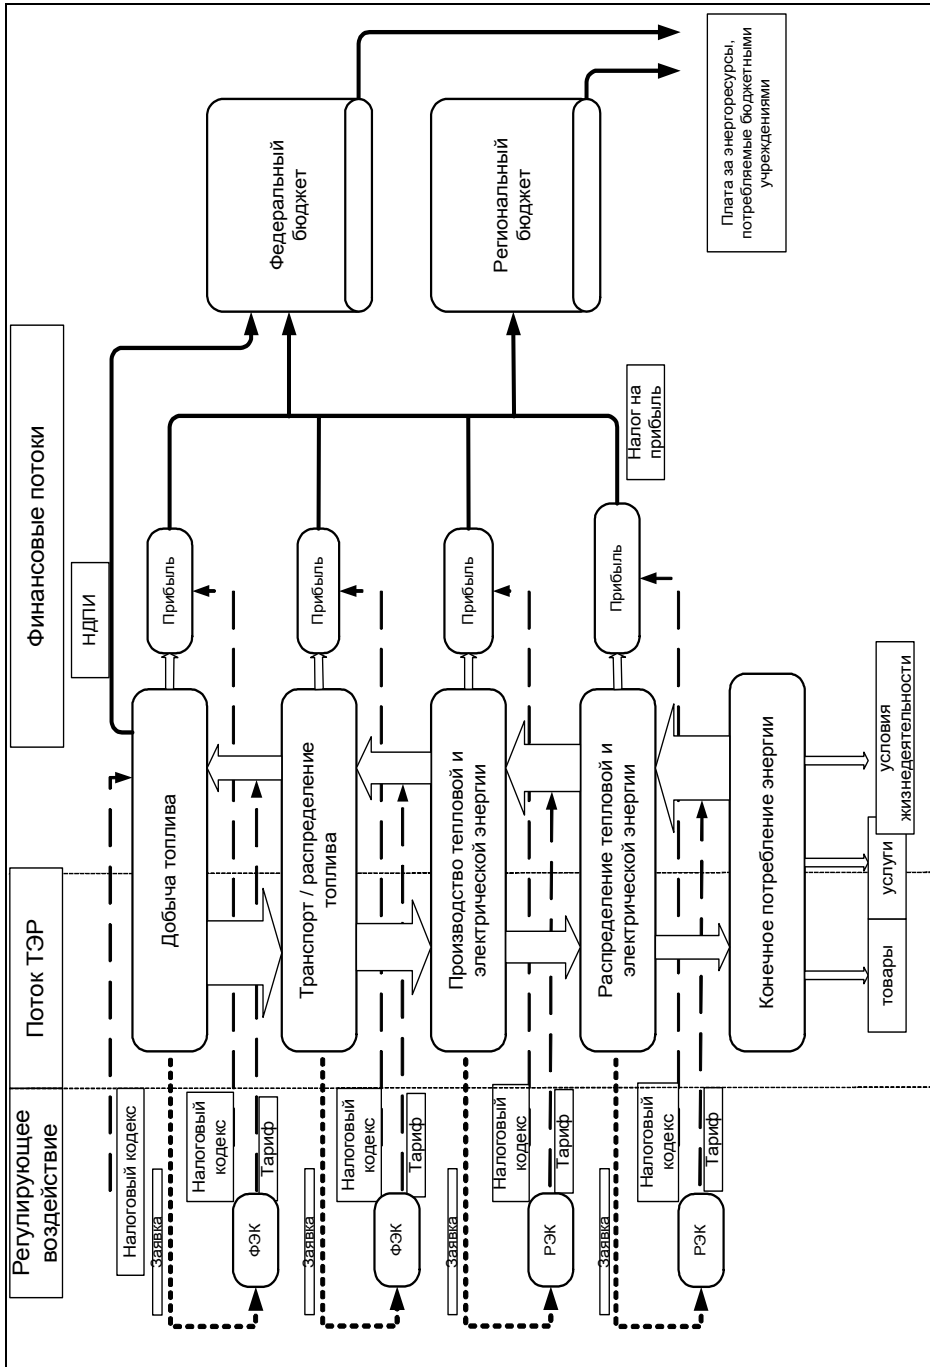 Регулирующее
воздействие
Поток ТЭР
Финансовые потоки
Налоговый кодекс
НДПИ
Заявка
Добыча топлива
Прибыль
Налоговый
кодекс
ФЭК
Тариф
Федеральный
бюджет
Заявка
Транспорт / распределение
топлива
Прибыль
Налоговый
кодекс
ФЭК
Тариф
Заявка
Производство тепловой и
электрической энергии
Прибыль
Региональный
бюджет
Налоговый
кодекс
РЭК
Тариф
Заявка
Распределение тепловой и
электрической энергии
Прибыль
Налог на
прибыль
Налоговый
кодекс
РЭК
Тариф
Конечное потребление энергии
Плата за энергоресурсы,
потребляемые бюджетными
учреждениями
товары
услуги
условия
жизнедеятельности